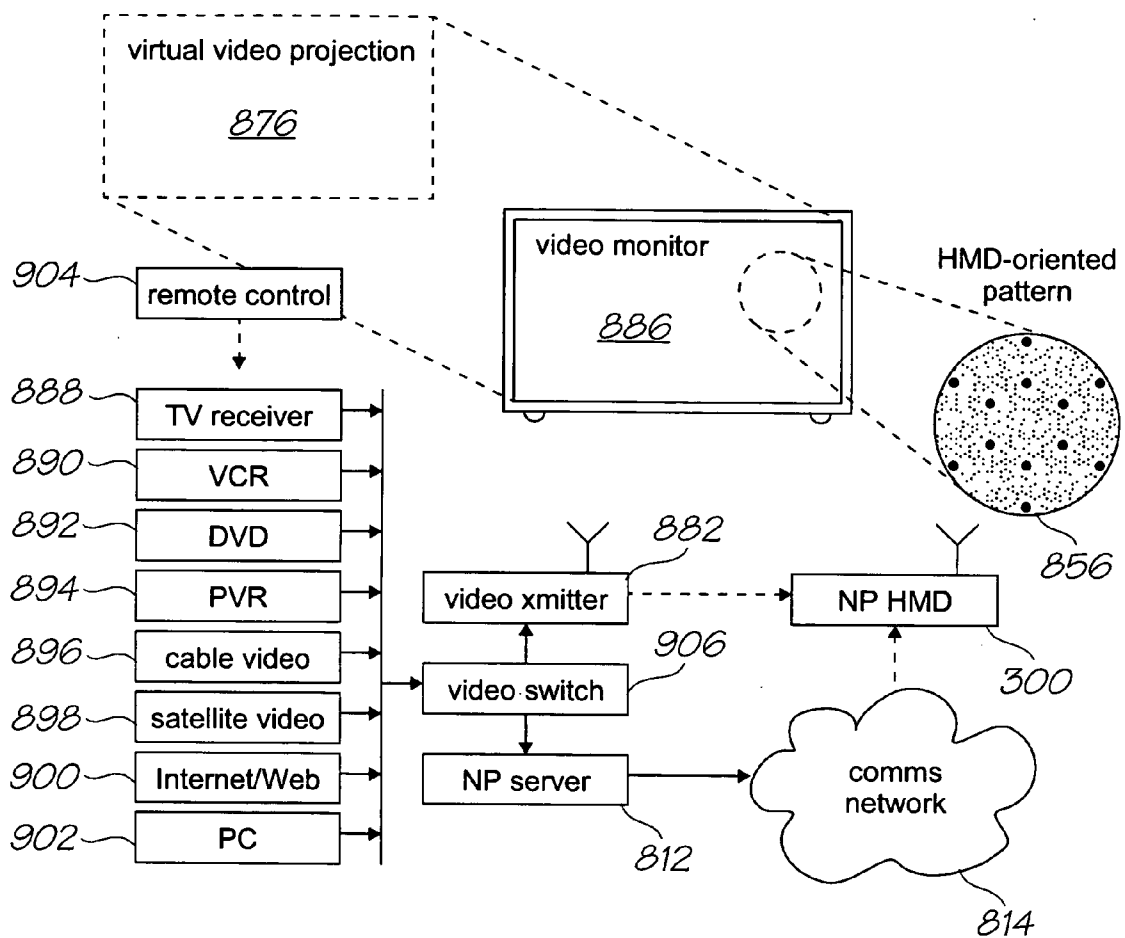 virtual video projection
876
904
remote control
video monitor
886
HMD-oriented
pattern
856
888
TV receiver
890
VCR
892
DVD
894
PVR
896
cable video
898
satellite video
900
Internet/Web
902
PC
882
video xmitter
906
video switch
NP server
812
NP HMD
300
comms
network
814